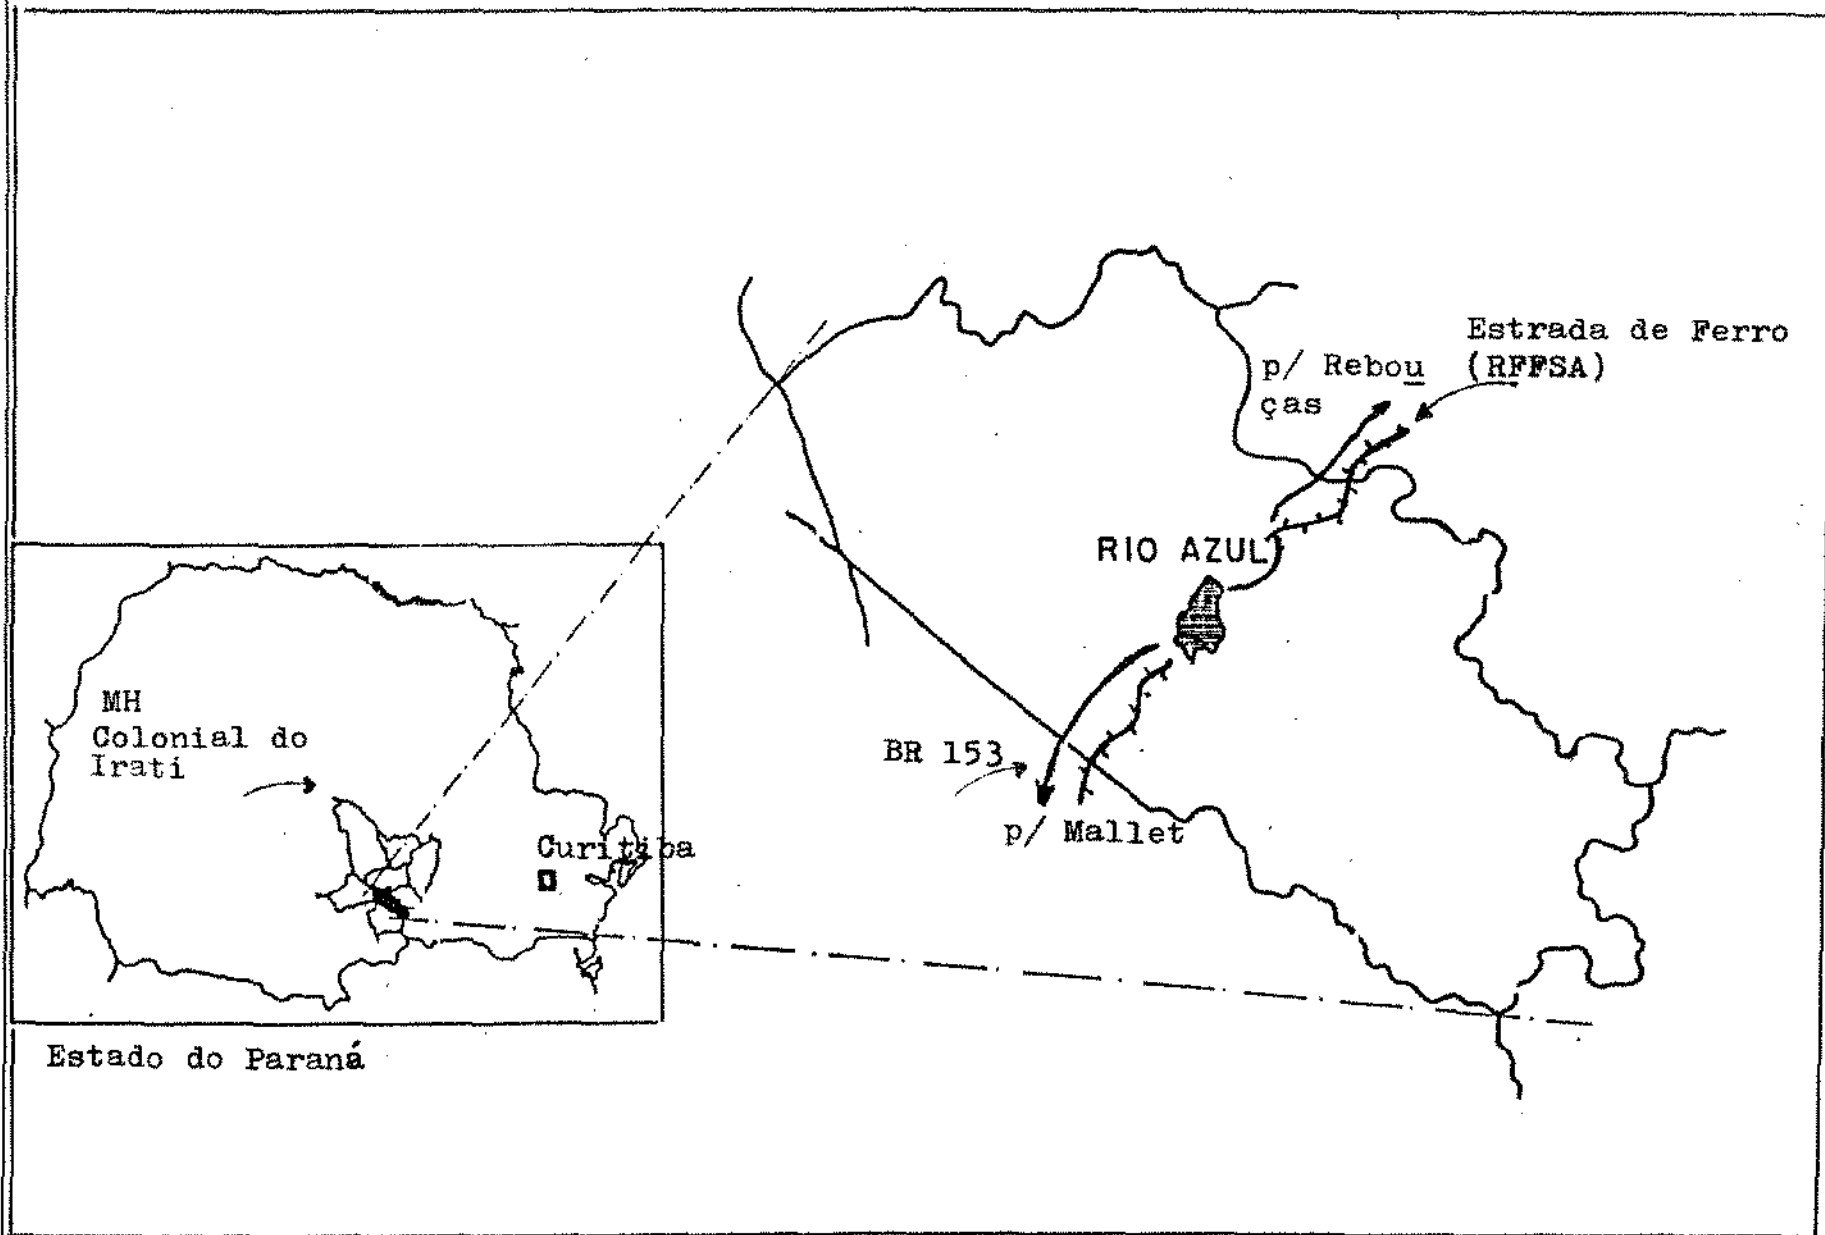 Estrada de Ferro
(RFFSA)
p/ Rebou
ças
RIO AZUL
MH
Colonial do
Irati
BR 153
p/ Mallet
Curitiba
Estado do Paraná